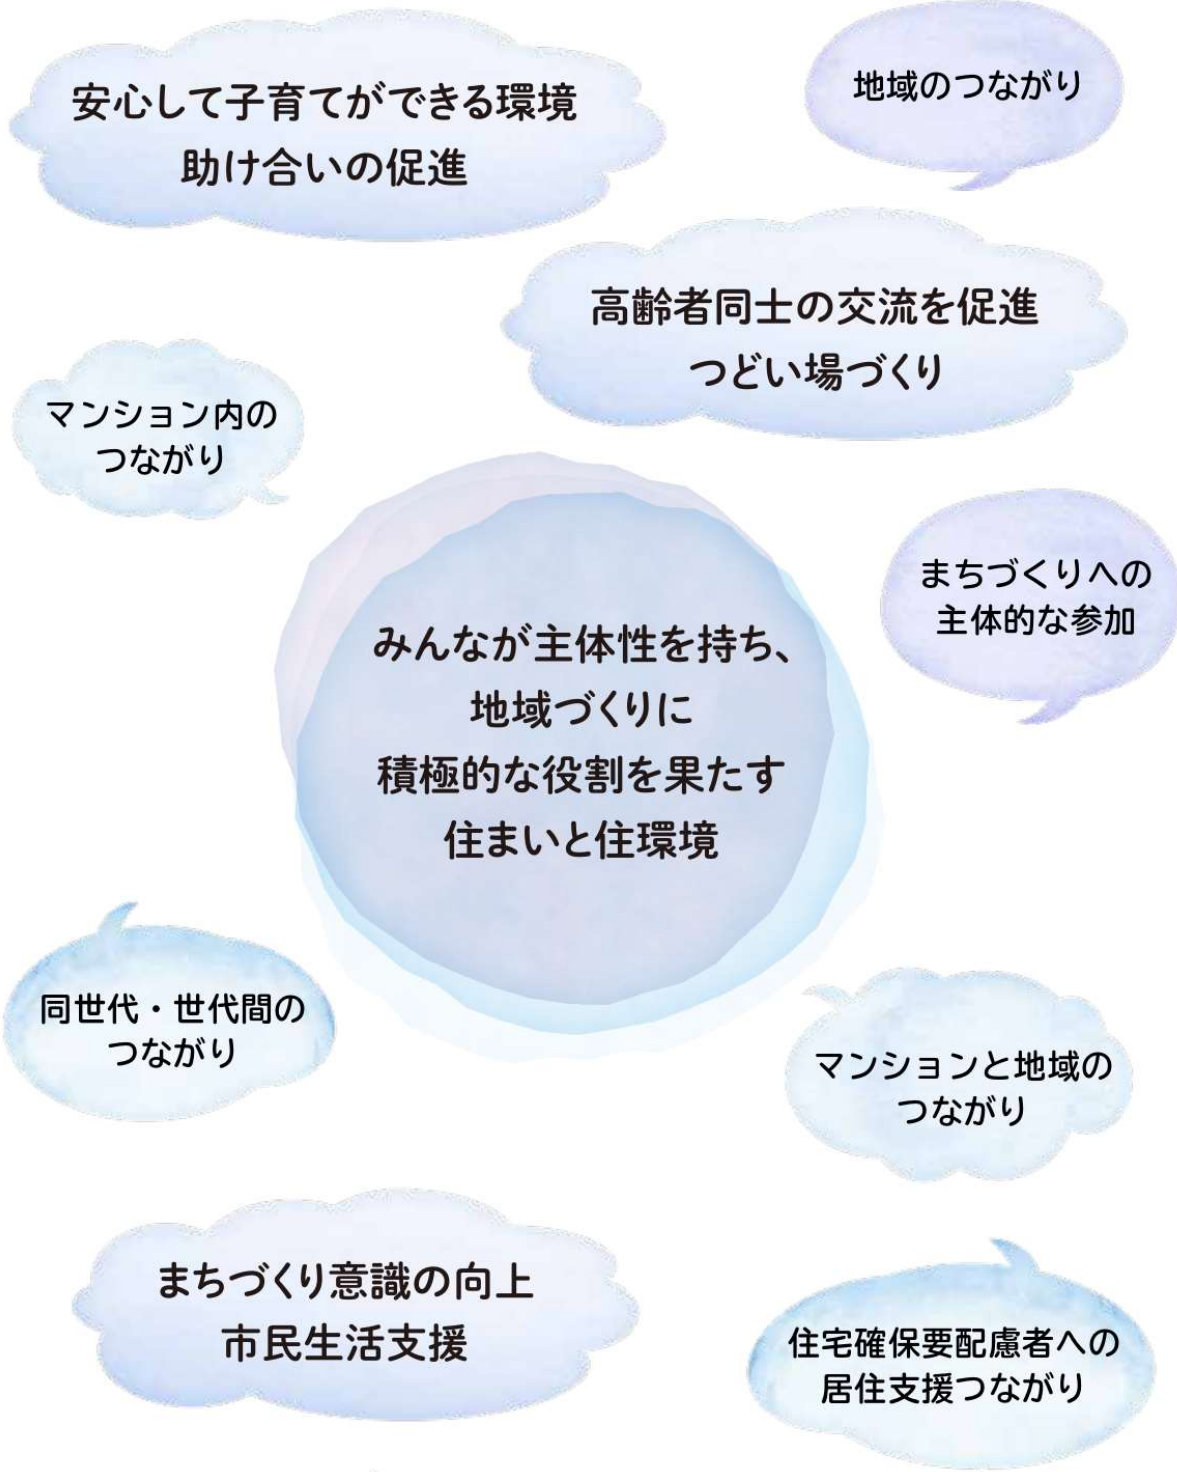 安心して子育てができる環境
助け合いの促進
地域のつながり
高齢者同士の交流を促進
つどい場づくり
マンション内の
つながり
まちづくりへの
主体的な参加
みんなが主体性を持ち、
地域づくりに
積極的な役割を果たす
住まいと住環境
同世代・世代間の
つながり
マンションと地域の
つながり
まちづくり意識の向上
市民生活支援
住宅確保要配慮者への
居住支援つながり